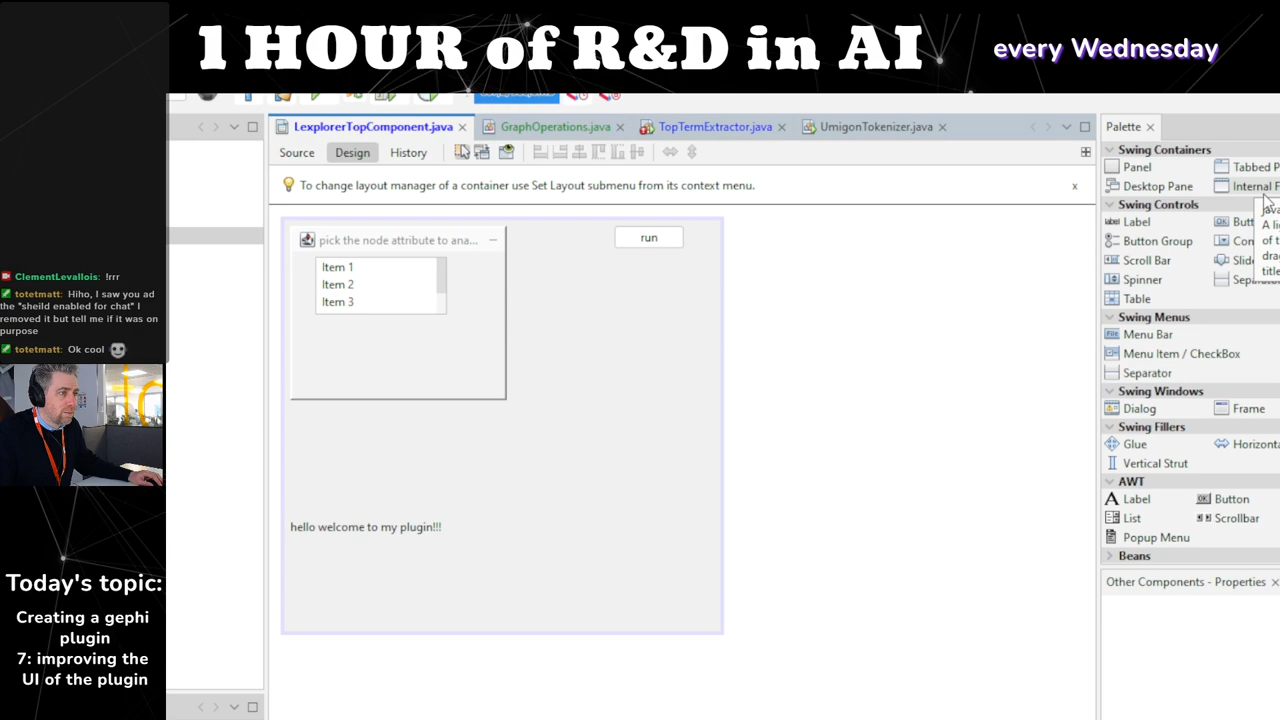 1 HOUR of R&D in AI
every Wednesday
LexplorerTopComponent.java
GraphOperations.java
TopTermExtractor.java
UmigonTokenizer.java
Palette
Source
Design
History
To change layout manager of a container use Set Layout submenu from its context menu.
x
pick the node attribute to ana...
run
Item 1
Item 2
Item 3
hello welcome to my plugin!!!
Swing Containers
Panel
Tabbed P
Desktop Pane
Internal F
Swing Controls
Label
Butt
Button Group
Scroll Bar
Slid
Spinner
Table
Swing Menus
Menu Bar
Menu Item / CheckBox
Separator
Swing Windows
Dialog
Frame
Swing Fillers
Glue
Horizonta
Vertical Strut
AWT
Label
Button
List
Scrollbar
Popup Menu
Beans
Other Components - Properties
ClementLevallois: !rrr
totetmatt: Hiho, I saw you ad
the "sheild enabled for chat" I
removed it but tell me if it was on
purpose
totetmatt: Ok cool
Today's topic:
Creating a gephi
plugin
7: improving the
UI of the plugin